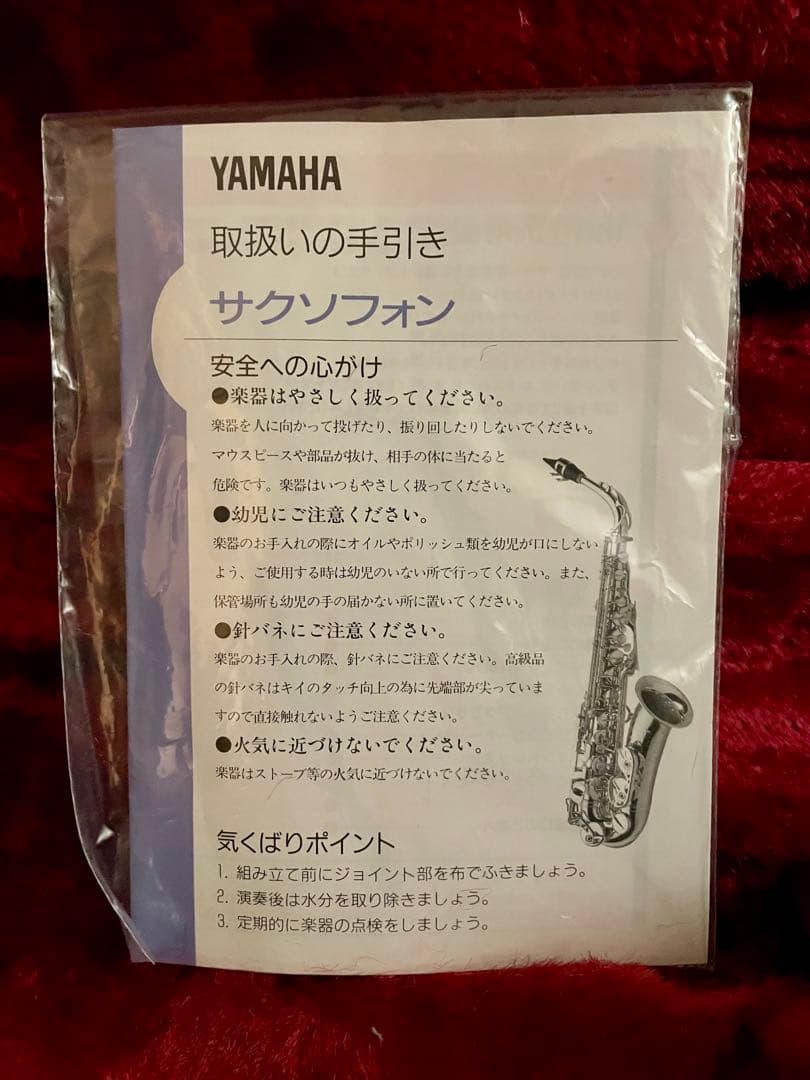 YAMAHA
取扱いの手引き
サクソフォン
安全への心がけ
●楽器はやさしく扱ってください。
楽器を人に向かって投げたり、振り回したりしないでください。
マウスピースや部品が抜け、相手の体に当たると
危険です。楽器はいつもやさしく扱ってください。
●幼児にご注意ください。
楽器のお手入れの際にオイルやポリッシュ類を幼児が口にしない
よう、ご使用する時は幼児のいない所で行ってください。また、
保管場所も幼児の手の届かない所に置いてください。
●針バネにご注意ください。
楽器のお手入れの際、針バネにご注意ください。高級品
の針バネはキイのタッチ向上の為に先端部が尖っていま
すので直接触れないようご注意ください。
●火気に近づけないでください。
楽器はストーブ等の火気に近づけないでください。
気くばりポイント
1. 組み立て前にジョイント部を布でふきましょう。
2. 演奏後は水分を取り除きましょう。
3. 定期的に楽器の点検をしましょう。